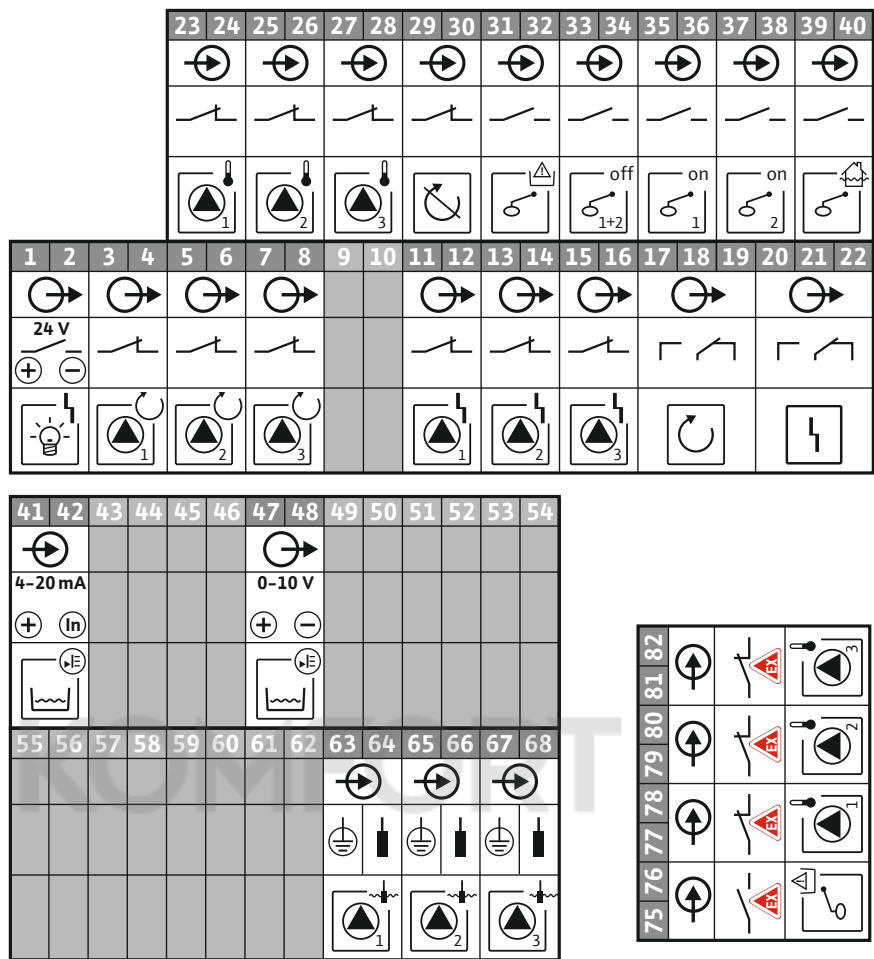 23 24 25 26 27 28 29 30 31 32 33 34 35 36 37 38 39 40
off on on
1 2 3 1+2 1 2
1 2 3 4 5 6 7 8 9 10 11 12 13 14 15 16 17 18 19 20 21 22
24 V
+ −
1 2 3 1 2 3
41 42 43 44 45 46 47 48 49 50 51 52 53 54
4–20 mA 0–10 V
+ In + −
55 56 57 58 59 60 61 62 63 64 65 66 67 68
1 2 3
KOMFORT
75 76 77 78 79 80 81 82
EX EX EX EX
1 2 3